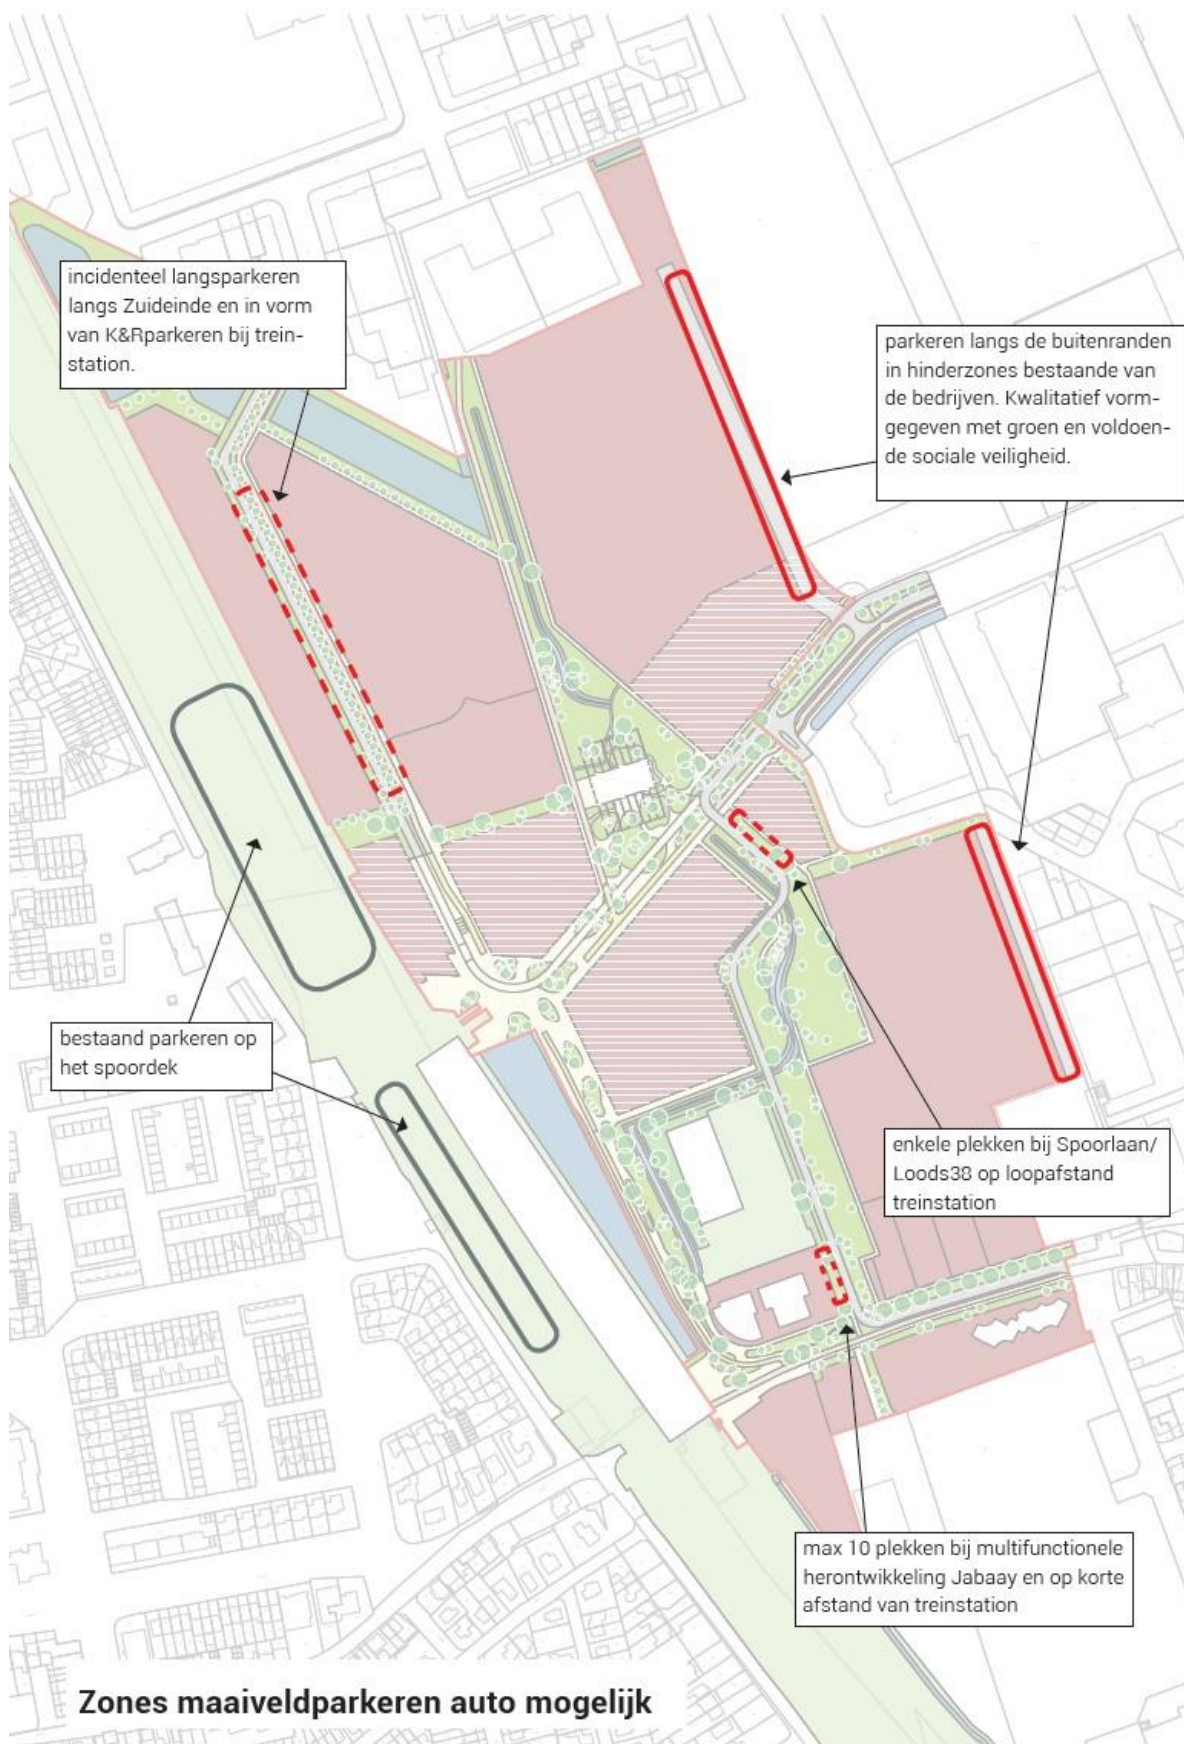 incidenteel langsparkeren
langs Zuideinde en in vorm
van K&Rparkeren bij trein-
station.
parkeren langs de buitenranden
in hinderzones bestaande van
de bedrijven. Kwalitatief vorm-
gegeven met groen en voldoen-
de sociale veiligheid.
bestaand parkeren op
het spoordek
enkele plekken bij Spoorlaan/
Loods38 op loopafstand
treinstation
max 10 plekken bij multifunctionele
herontwikkeling Jabaay en op korte
afstand van treinstation
Zones maaiveldparkeren auto mogelijk